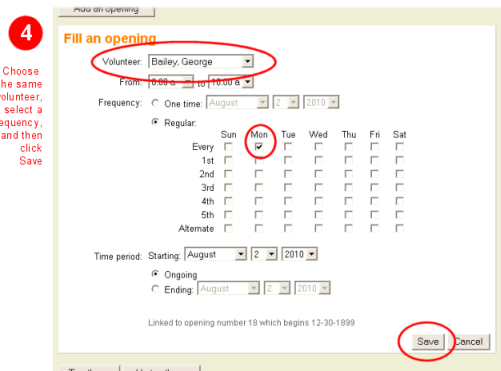 Add an opening
4
Choose
the same
volunteer,
select a
frequency,
and then
click
Save
Fill an opening
Volunteer: Bailey, George
From: 8:00 a to 10:00 a
Frequency: One time: August 2 2010
Regular:
Sun Mon Tue Wed Thu Fri Sat
Every
1st
2nd
3rd
4th
5th
Alternate
Time period: Starting: August 2 2010
Ongoing
Ending: August 2 2010
Linked to opening number 18 which begins 12-30-1899
Save Cancel